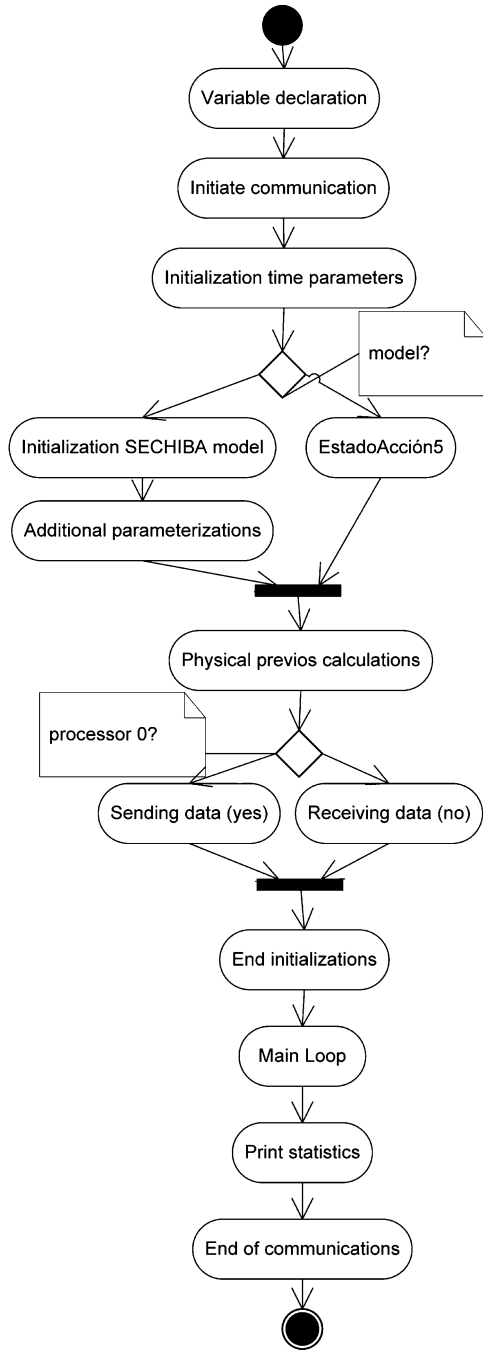 Variable declaration
Initiate communication
Initialization time parameters
model?
Initialization SECHIBA model
EstadoAcción5
Additional parameterizations
Physical previos calculations
processor 0?
Sending data (yes)
Receiving data (no)
End initializations
Main Loop
Print statistics
End of communications